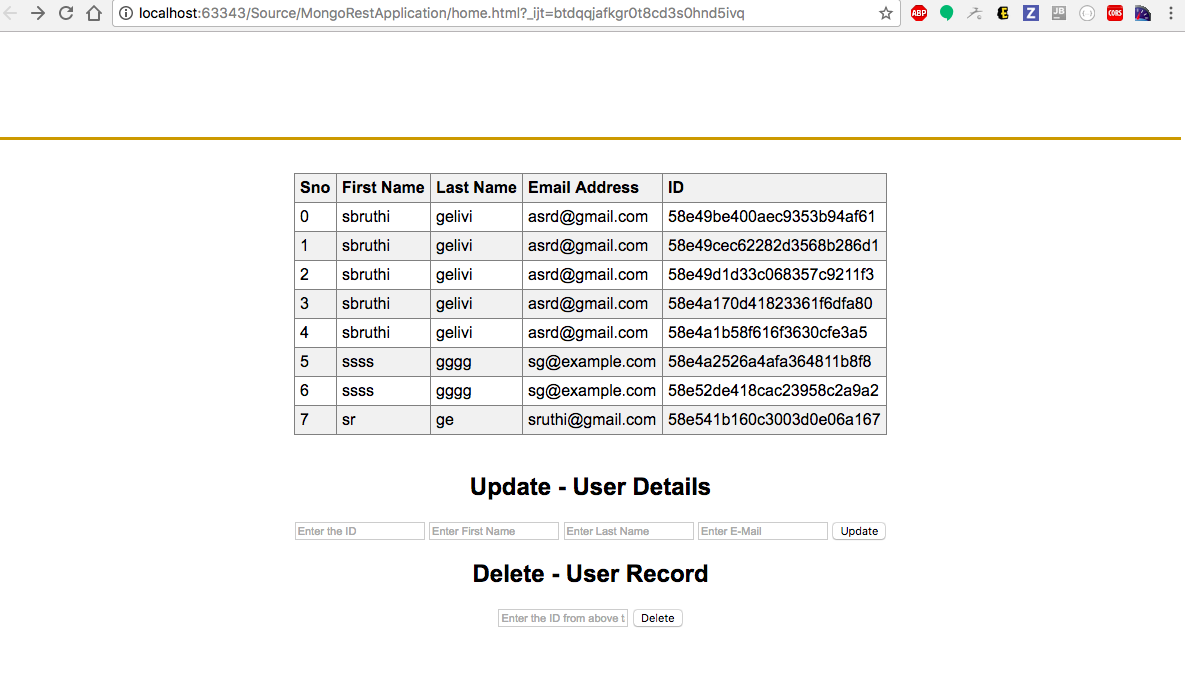 localhost:63343/Source/MongoRestApplication/home.html?_ijt=btdqqjafkgr0t8cd3s0hnd5ivq
ABP
E
Z
JB
CORS
Sno First Name Last Name Email Address ID
0 sbruthi gelivi asrd@gmail.com 58e49be400aec9353b94af61
1 sbruthi gelivi asrd@gmail.com 58e49cec62282d3568b286d1
2 sbruthi gelivi asrd@gmail.com 58e49d1d33c068357c9211f3
3 sbruthi gelivi asrd@gmail.com 58e4a170d41823361f6dfa80
4 sbruthi gelivi asrd@gmail.com 58e4a1b58f616f3630cfe3a5
5 ssss gggg sg@example.com 58e4a2526a4afa364811b8f8
6 ssss gggg sg@example.com 58e52de418cac23958c2a9a2
7 sr ge sruthi@gmail.com 58e541b160c3003d0e06a167
Update - User Details
Enter the ID Enter First Name Enter Last Name Enter E-Mail Update
Delete - User Record
Enter the ID from above t Delete